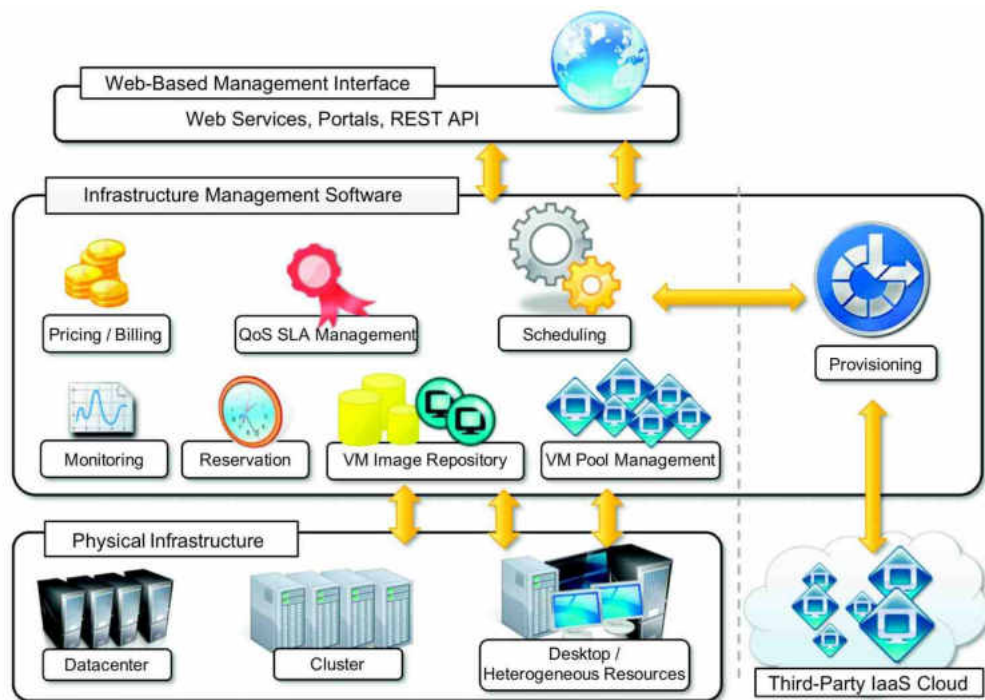 Web-Based Management Interface
Web Services, Portals, REST API
Infrastructure Management Software
Pricing / Billing
QoS SLA Management
Scheduling
Provisioning
Monitoring
Reservation
VM Image Repository
VM Pool Management
Physical Infrastructure
Datacenter
Cluster
Desktop /
Heterogeneous Resources
Third-Party IaaS Cloud